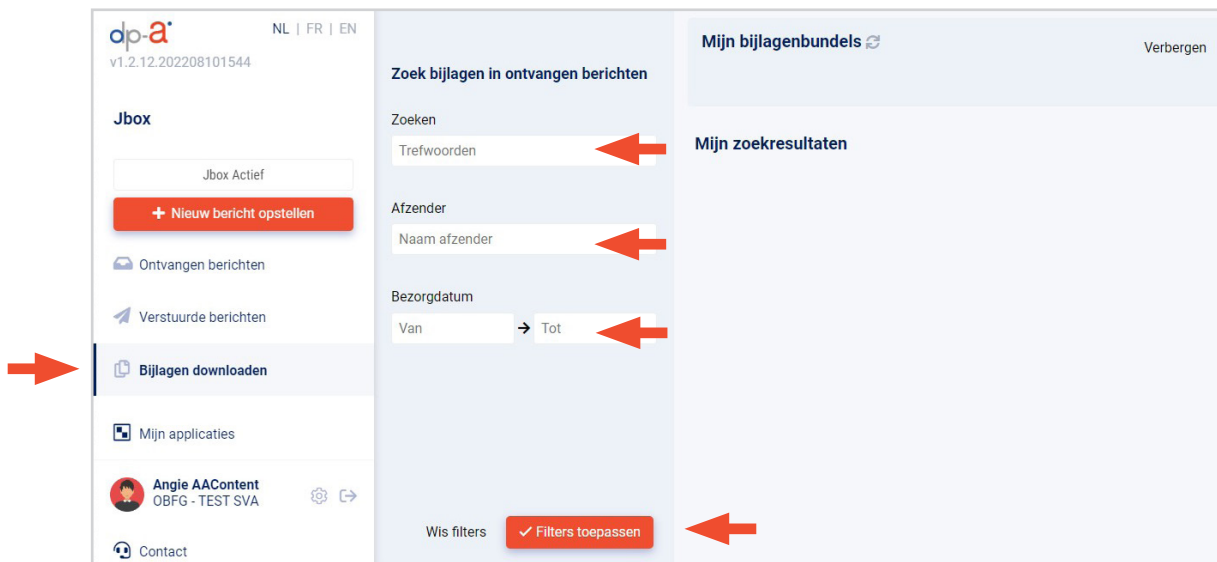 dp-a
NL | FR | EN
v1.2.12.202208101544
Jbox
Jbox Actief
Nieuw bericht opstellen
Ontvangen berichten
Verstuurde berichten
Bijlagen downloaden
Mijn applicaties
Angie AAContent
OBFG - TEST SVA
Contact
Zoek bijlagen in ontvangen berichten
Zoeken
Trefwoorden
Afzender
Naam afzender
Bezorgdatum
Van → Tot
Wis filters
Filters toepassen
Mijn bijlagenbundels
Verbergen
Mijn zoekresultaten